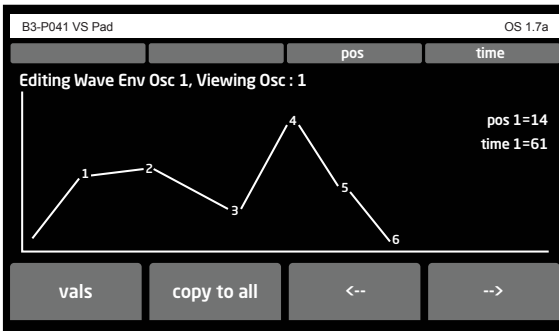 B3-P041 VS Pad OS 1.7a
pos time
Editing Wave Env Osc 1, Viewing Osc : 1
pos 1=14
time 1=61
1 2 3 4 5 6
vals copy to all <-- -->